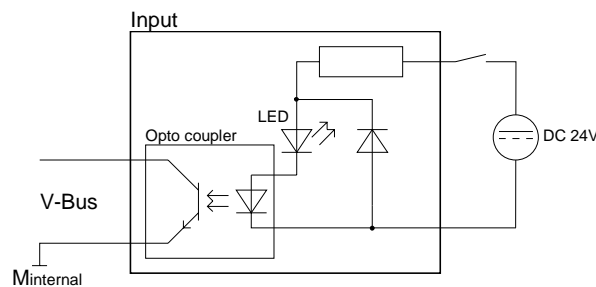 Input
LED
Opto coupler
DC 24V
V-Bus
Minternal